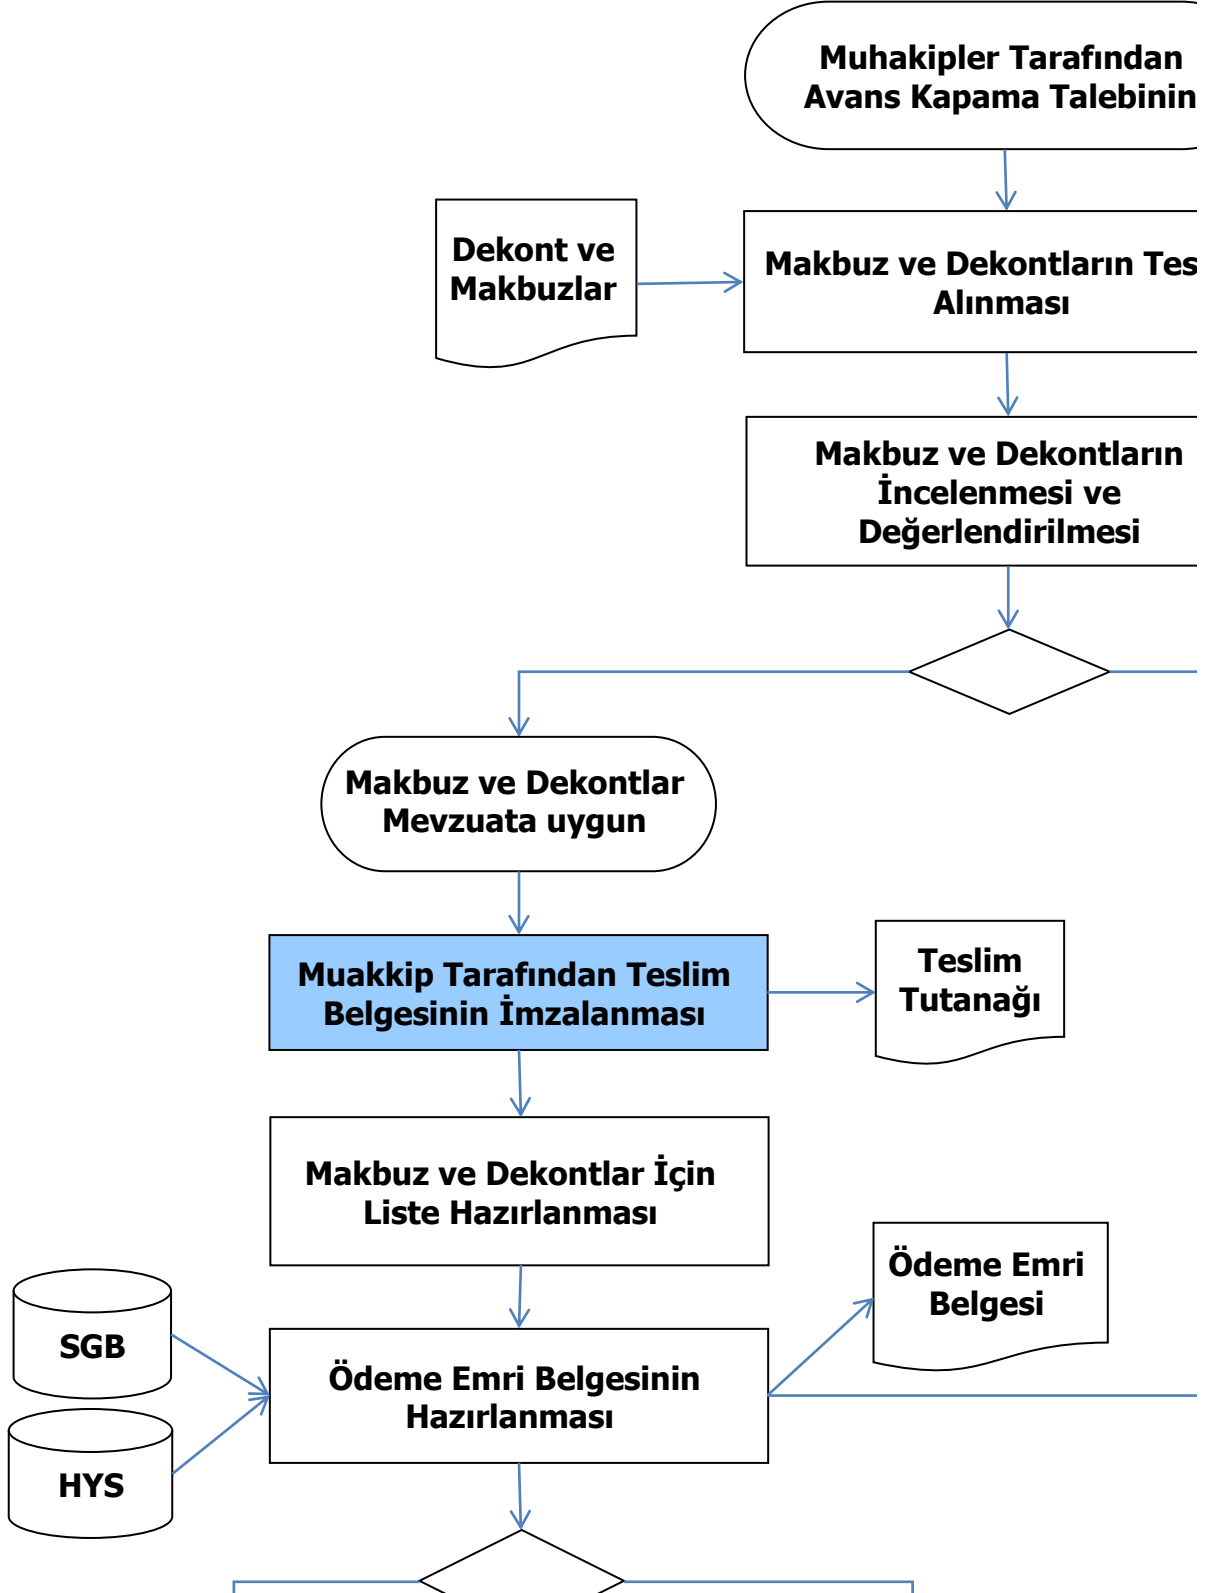 Muhakipler Tarafından
Avans Kapama Talebinin
Dekont ve
Makbuzlar
Makbuz ve Dekontların Tes
Alınması
Makbuz ve Dekontların
İncelenmesi ve
Değerlendirilmesi
Makbuz ve Dekontlar
Mevzuata uygun
Muakkip Tarafından Teslim
Belgesinin İmzalanması
Teslim
Tutanağı
Makbuz ve Dekontlar İçin
Liste Hazırlanması
Ödeme Emri
Belgesi
SGB
Ödeme Emri Belgesinin
Hazırlanması
HYS